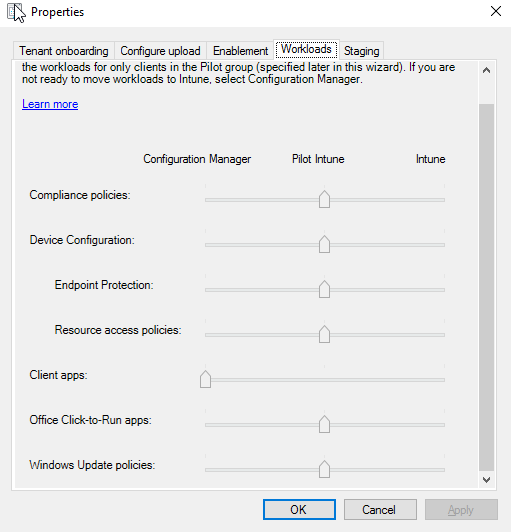 Properties
Tenant onboarding Configure upload Enablement Workloads Staging
the workloads for only clients in the Pilot group (specified later in this wizard). If you are
not ready to move workloads to Intune, select Configuration Manager.
Learn more
Configuration Manager Pilot Intune Intune
Compliance policies:
Device Configuration:
Endpoint Protection:
Resource access policies:
Client apps:
Office Click-to-Run apps:
Windows Update policies:
OK Cancel Apply